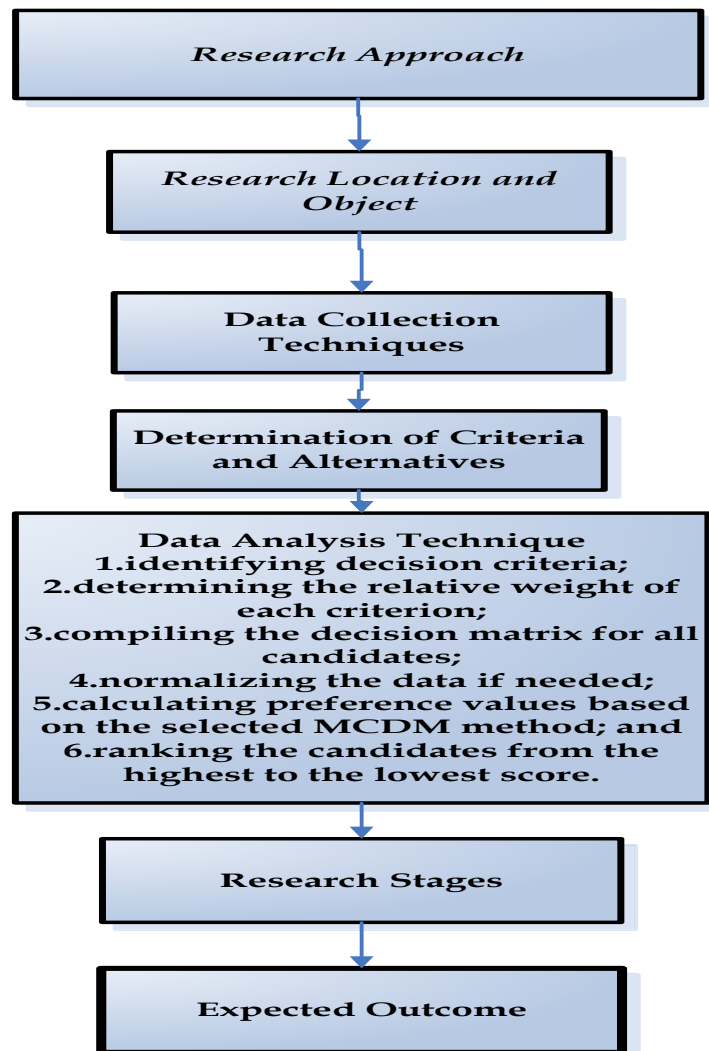 Research Approach
Research Location and
Object
Data Collection
Techniques
Determination of Criteria
and Alternatives
Data Analysis Technique
1.identifying decision criteria;
2.determining the relative weight of
each criterion;
3.compiling the decision matrix for all
candidates;
4.normalizing the data if needed;
5.calculating preference values based
on the selected MCDM method; and
6.ranking the candidates from the
highest to the lowest score.
Research Stages
Expected Outcome